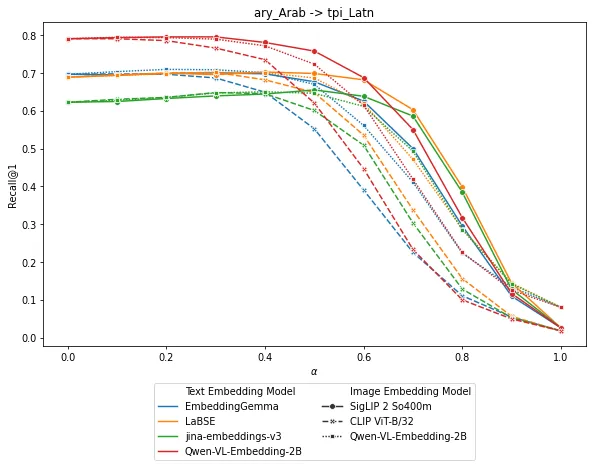 ary_Arab -> tpi_Latn
Recall@1
0.8
0.7
0.6
0.5
0.4
0.3
0.2
0.1
0.0
0.0 0.2 0.4 0.6 0.8 1.0
α
Text Embedding Model Image Embedding Model
EmbeddingGemma SigLIP 2 So400m
LaBSE CLIP ViT-B/32
jina-embeddings-v3 Qwen-VL-Embedding-2B
Qwen-VL-Embedding-2B